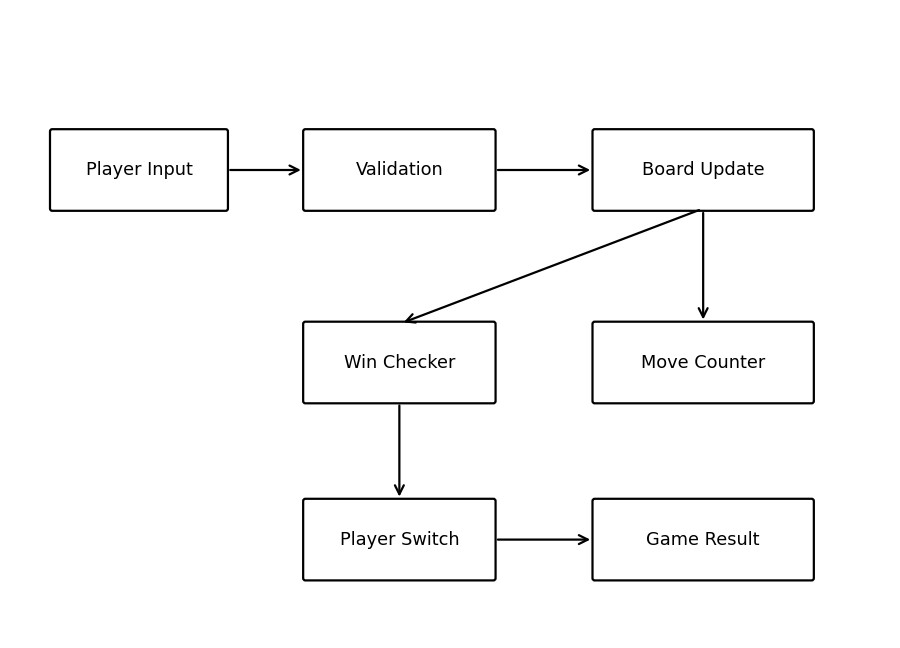 Player Input
Validation
Board Update
Win Checker
Move Counter
Player Switch
Game Result